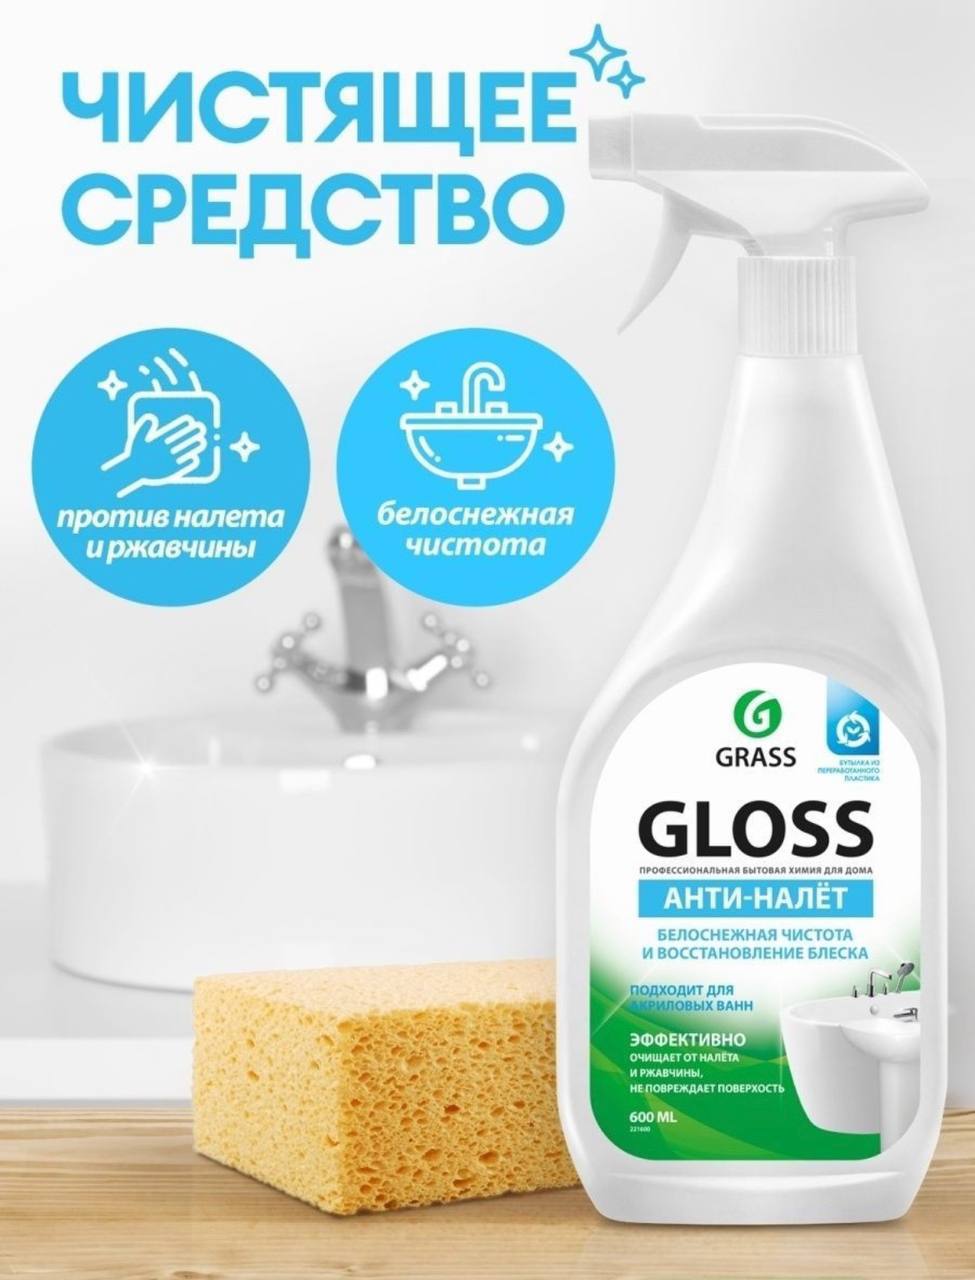 ЧИСТЯЩЕЕ
СРЕДСТВО
против налета
и ржавчины
белоснежная
чистота
GRASS
БУТЫЛКА ИЗ
ПЕРЕРАБОТАННОГО
ПЛАСТИКА
GLOSS
ПРОФЕССИОНАЛЬНАЯ БЫТОВАЯ ХИМИЯ ДЛЯ ДОМА
АНТИ-НАЛЁТ
БЕЛОСНЕЖНАЯ ЧИСТОТА
И ВОССТАНОВЛЕНИЕ БЛЕСКА
ПОДХОДИТ ДЛЯ
АКРИЛОВЫХ ВАНН
ЭФФЕКТИВНО
ОЧИЩАЕТ ОТ НАЛЁТА
И РЖАВЧИНЫ,
НЕ ПОВРЕЖДАЕТ ПОВЕРХНОСТЬ
600 ML
221600